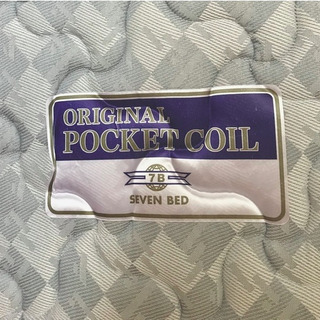 ORIGINAL
POCKET COIL
7B
SEVEN BED